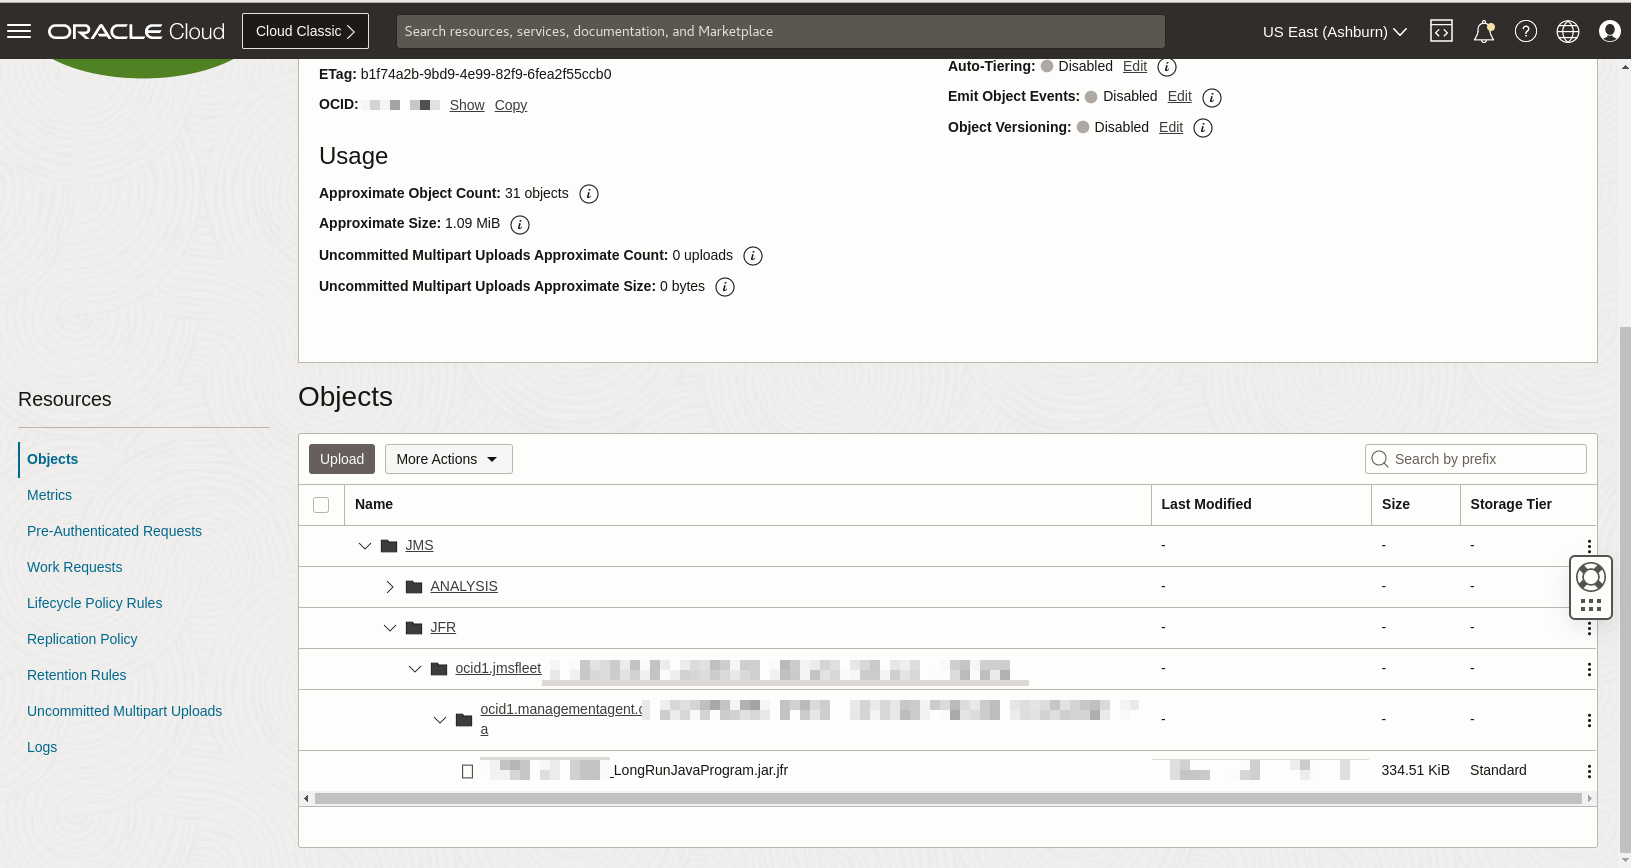 ORACLE Cloud
Cloud Classic
Search resources, services, documentation, and Marketplace
US East (Ashburn)
ETag: b1f74a2b-9bd9-4e99-82f9-6fea2f55ccb0
OCID: Show Copy
Auto-Tiering: Disabled Edit
Emit Object Events: Disabled Edit
Object Versioning: Disabled Edit
Usage
Approximate Object Count: 31 objects
Approximate Size: 1.09 MiB
Uncommitted Multipart Uploads Approximate Count: 0 uploads
Uncommitted Multipart Uploads Approximate Size: 0 bytes
Resources
Objects
Metrics
Pre-Authenticated Requests
Work Requests
Lifecycle Policy Rules
Replication Policy
Retention Rules
Uncommitted Multipart Uploads
Logs
Objects
Upload More Actions Search by prefix
Name Last Modified Size Storage Tier
JMS - - -
ANALYSIS - - -
JFR - - -
ocid1.jmsfleet - - -
ocid1.managementagent. - - -
a
_LongRunJavaProgram.jar.jfr 334.51 KiB Standard